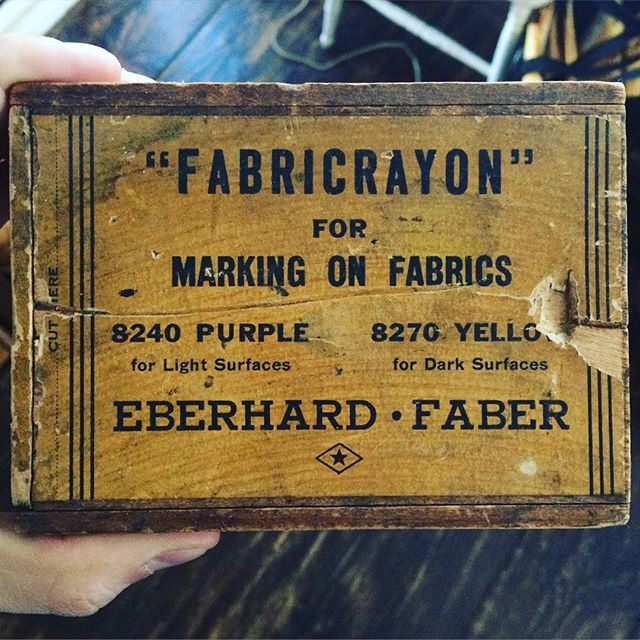 "FABRICRAYON"
FOR
MARKING ON FABRICS
8240 PURPLE 8270 YELLO
for Light Surfaces for Dark Surfaces
EBERHARD • FABER
CUT HERE